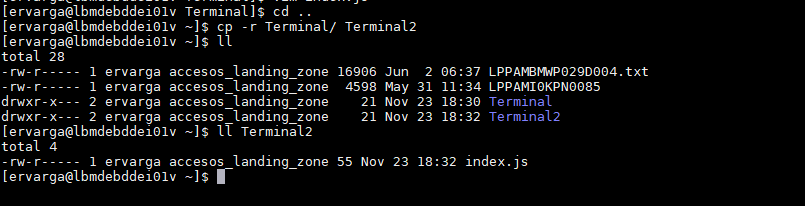 [ervarga@lbmdebddei01v Terminal]$ cd ..
[ervarga@lbmdebddei01v ~]$ cp -r Terminal/ Terminal2
[ervarga@lbmdebddei01v ~]$ ll
total 28
-rw-r----- 1 ervarga accesos_landing_zone 16906 Jun  2 06:37 LPPAMBMWP029D004.txt
-rw-r----- 1 ervarga accesos_landing_zone  4598 May 31 11:34 LPPAMI0KPN0085
drwxr-x--- 2 ervarga accesos_landing_zone    21 Nov 23 18:30 Terminal
drwxr-x--- 2 ervarga accesos_landing_zone    21 Nov 23 18:32 Terminal2
[ervarga@lbmdebddei01v ~]$ ll Terminal2
total 4
-rw-r----- 1 ervarga accesos_landing_zone 55 Nov 23 18:32 index.js
[ervarga@lbmdebddei01v ~]$